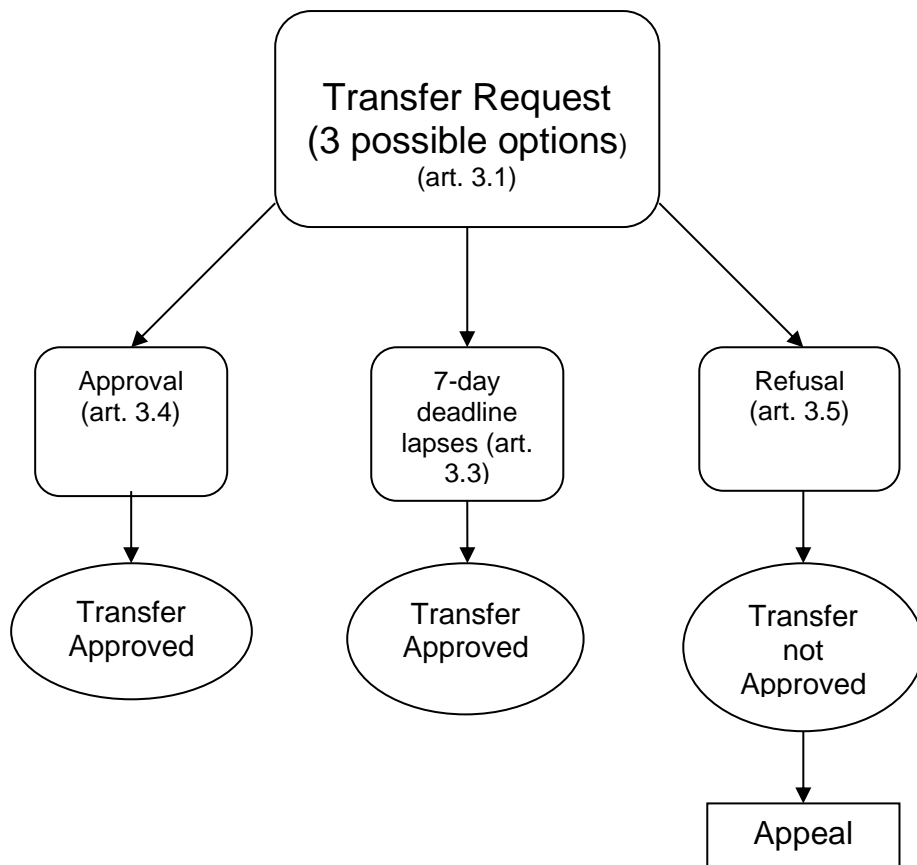 Transfer Request
(3 possible options)
(art. 3.1)
Approval
(art. 3.4)
7-day
deadline
lapses (art.
3.3)
Refusal
(art. 3.5)
Transfer
Approved
Transfer
Approved
Transfer
not
Approved
Appeal